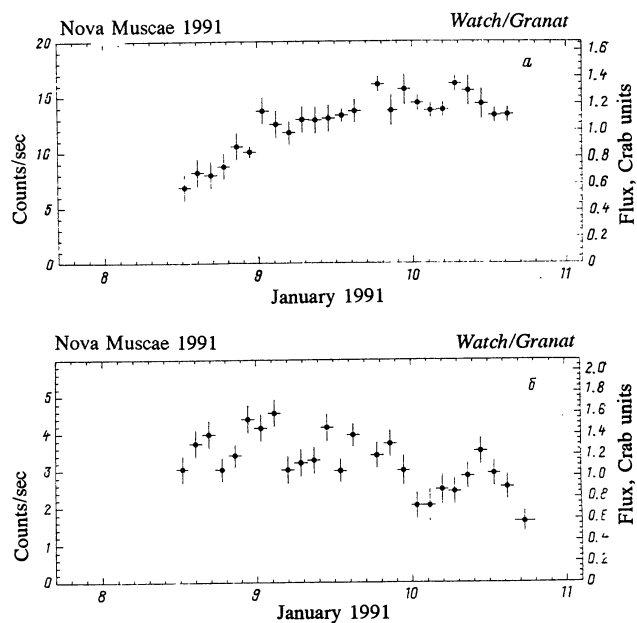 Nova Muscae 1991 Watch/Granat
20 1.6
а
1.4
15 1.2
1.0
10 0.8
0.6
5 0.4
0.2
0 0
8 9 10 11
Counts/sec
Flux, Crab units
January 1991
Nova Muscae 1991 Watch/Granat
2.0
б
1.8
5 1.6
1.4
4
1.2
3 1.0
0.8
2
0.6
1 0.4
0.2
0 0
8 9 10 11
Counts/sec
Flux, Crab units
January 1991